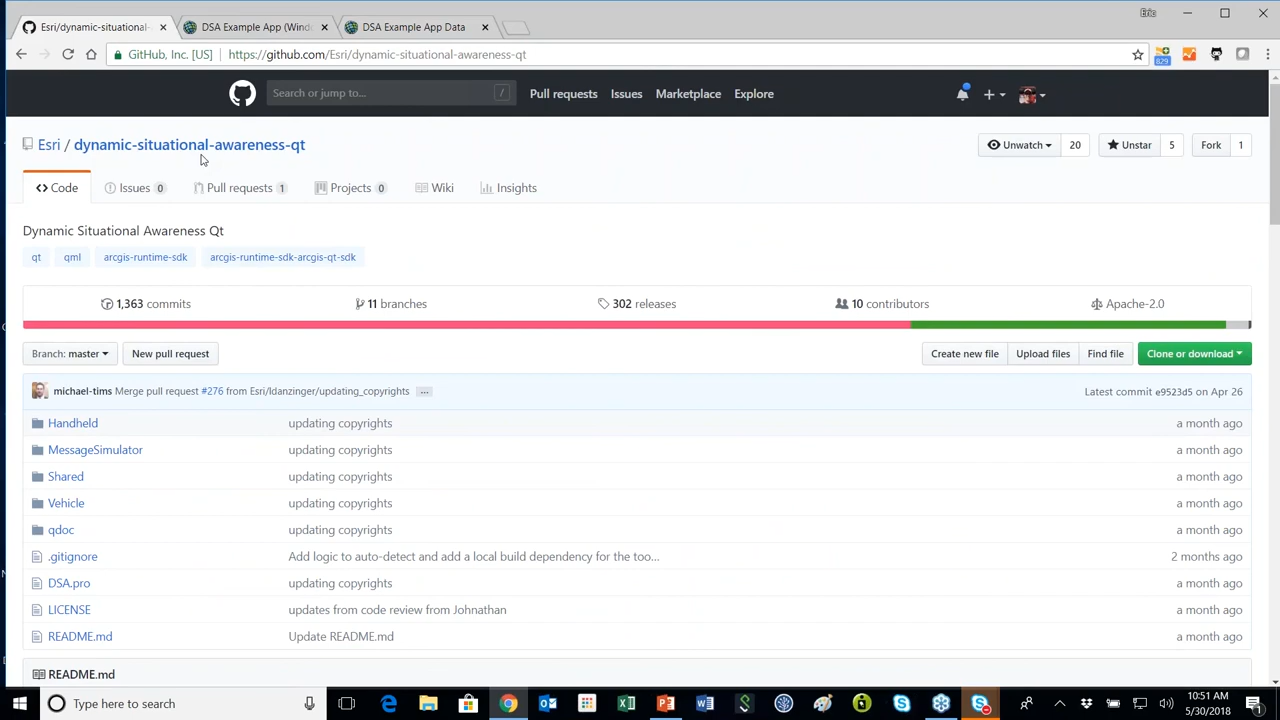 Esri/dynamic-situational-
DSA Example App (Wind
DSA Example App Data
Eric
GitHub, Inc. [US]
https://github.com/Esri/dynamic-situational-awareness-qt
829
Search or jump to...
/
Pull requests
Issues
Marketplace
Explore
Esri / dynamic-situational-awareness-qt
Unwatch
20
Unstar
5
Fork
1
<> Code
Issues 0
Pull requests 1
Projects 0
Wiki
Insights
Dynamic Situational Awareness Qt
qt
qml
arcgis-runtime-sdk
arcgis-runtime-sdk-arcgis-qt-sdk
1,363 commits
11 branches
302 releases
10 contributors
Apache-2.0
Branch: master
New pull request
Create new file
Upload files
Find file
Clone or download
michael-tims Merge pull request #276 from Esri/ldanzinger/updating_copyrights ...
Latest commit e9523d5 on Apr 26
Handheld
updating copyrights
a month ago
MessageSimulator
updating copyrights
a month ago
Shared
updating copyrights
a month ago
Vehicle
updating copyrights
a month ago
qdoc
updating copyrights
a month ago
.gitignore
Add logic to auto-detect and add a local build dependency for the too...
2 months ago
DSA.pro
updating copyrights
a month ago
LICENSE
updates from code review from Johnathan
a month ago
README.md
Update README.md
a month ago
README.md
Type here to search
10:51 AM
5/30/2018